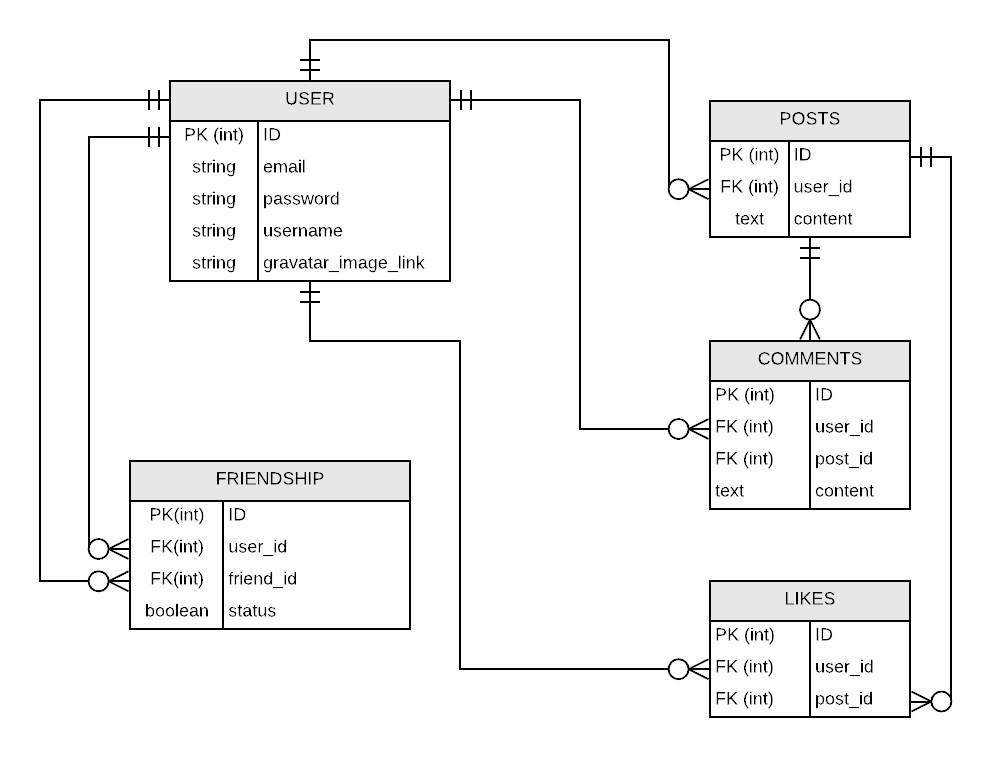 USER
PK (int) ID
string email
string password
string username
string gravatar_image_link
POSTS
PK (int) ID
FK (int) user_id
text content
COMMENTS
PK (int) ID
FK (int) user_id
FK (int) post_id
text content
FRIENDSHIP
PK(int) ID
FK(int) user_id
FK(int) friend_id
boolean status
LIKES
PK (int) ID
FK (int) user_id
FK (int) post_id